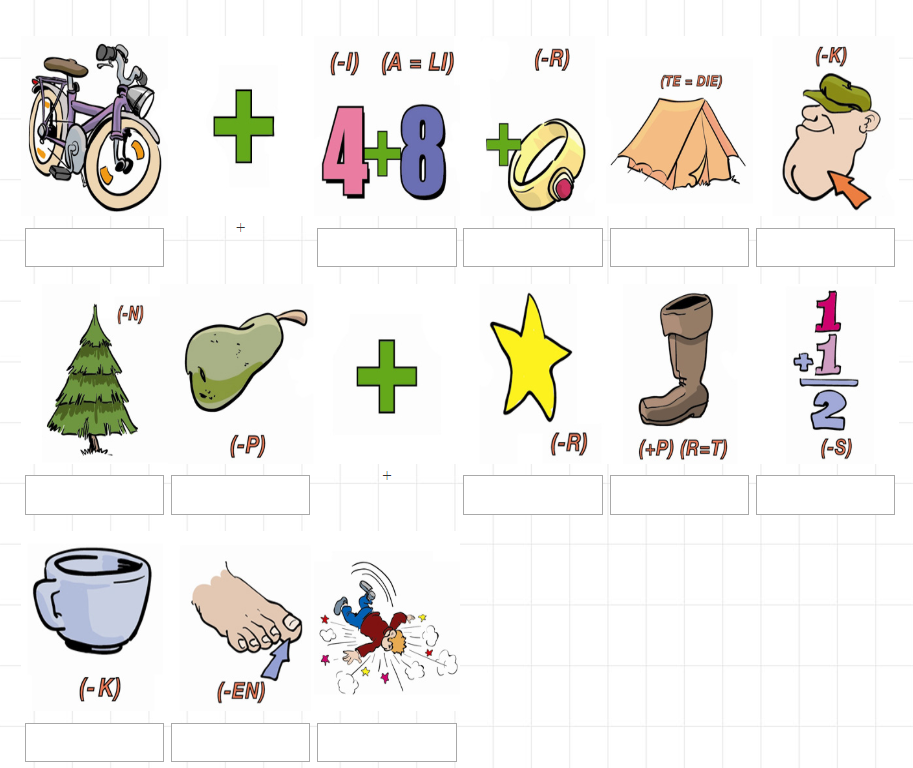 (-I) (A = LI) (-R) (-K)
(TE = DIE)
4+8
+
(-N)
1
+1
2
(-P) (-R) (+P) (R=T) (-S)
+
(-K) (-EN)